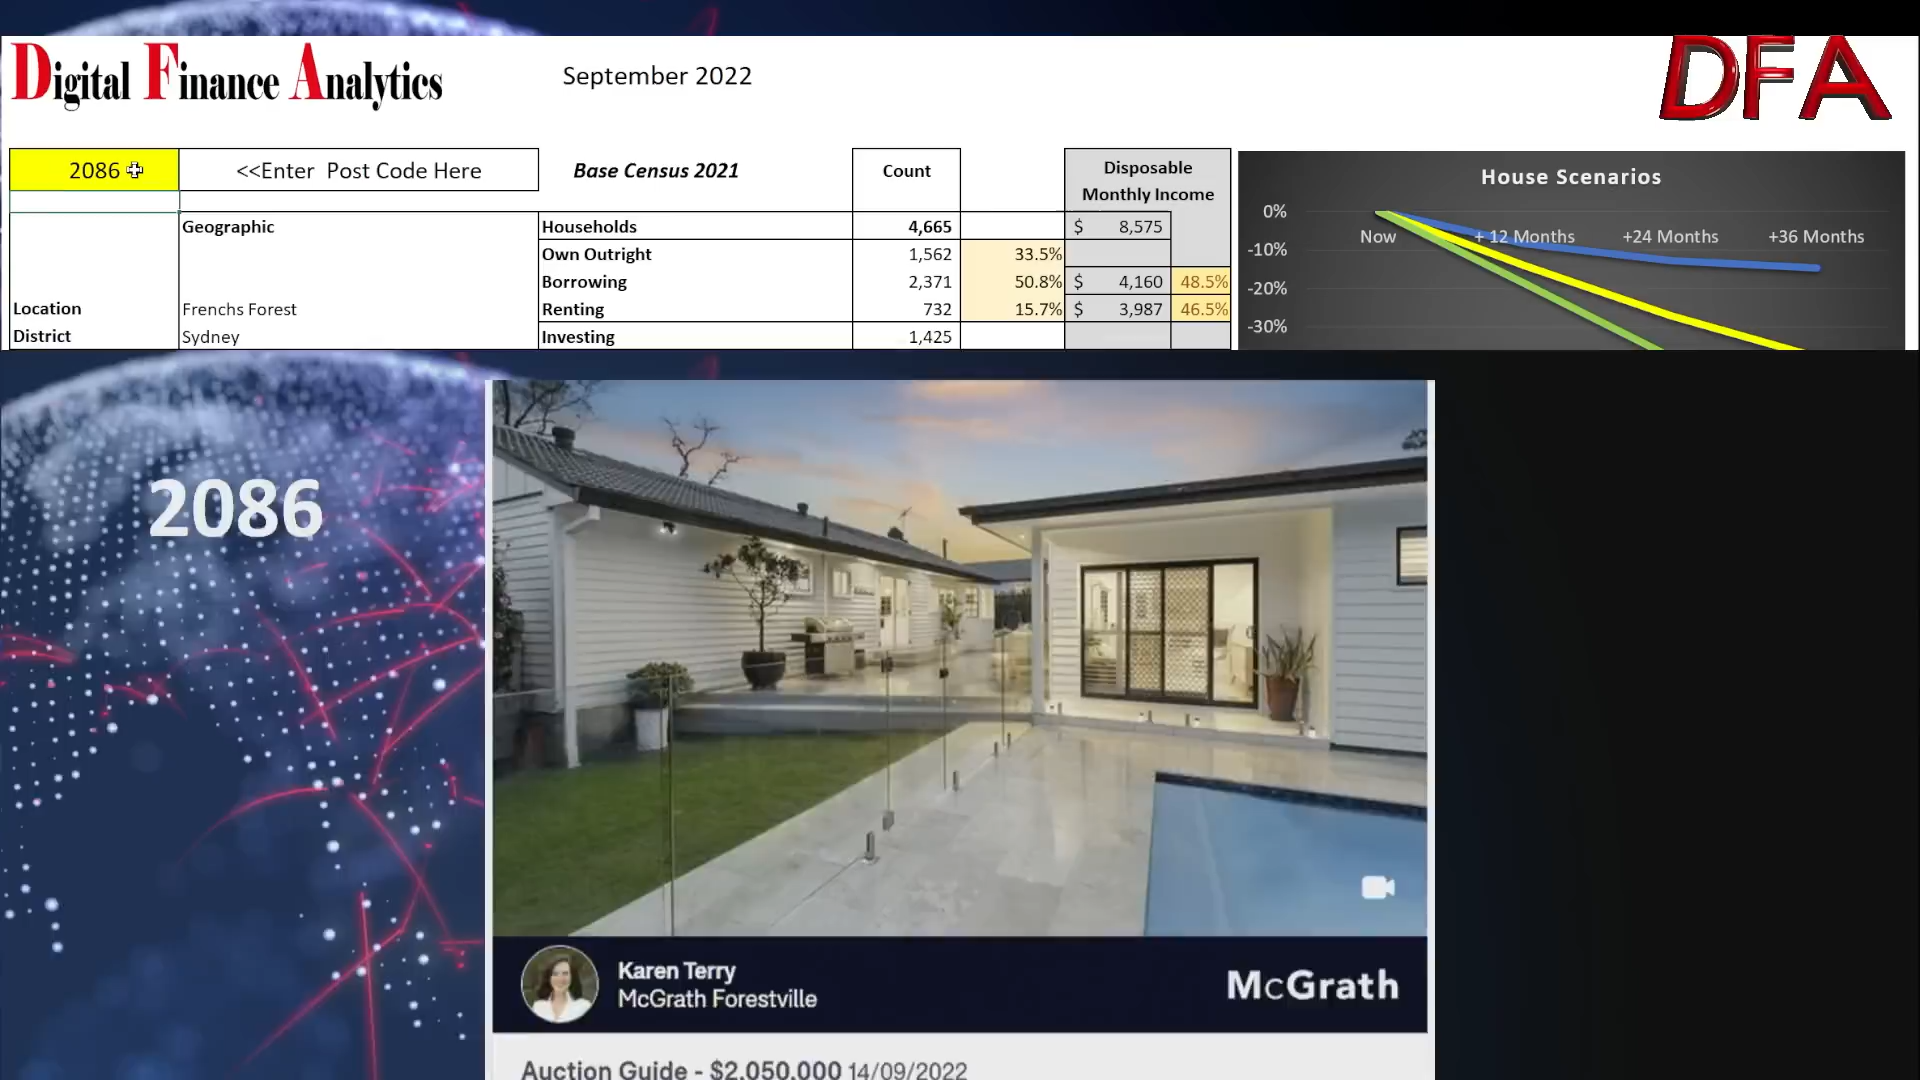 Digital Finance Analytics
September 2022
DFA
2086
<<Enter Post Code Here
Base Census 2021
Count
Disposable
Monthly Income
Geographic
Households 4,665 $ 8,575
Own Outright 1,562 33.5%
Borrowing 2,371 50.8% $ 4,160 48.5%
Location Frenchs Forest Renting 732 15.7% $ 3,987 46.5%
District Sydney Investing 1,425
House Scenarios
0%
Now + 12 Months +24 Months +36 Months
-10%
-20%
-30%
2086
Karen Terry
McGrath Forestville
McGrath
Auction Guide - $2,050,000 14/09/2022